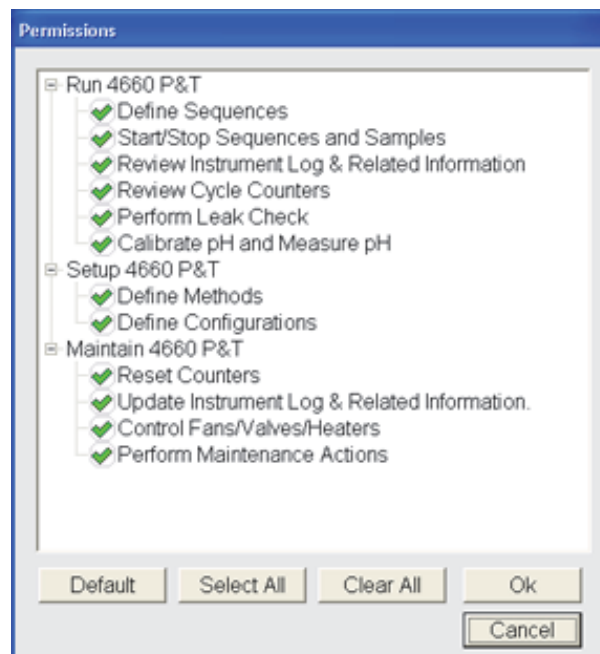 Permissions
Run 4660 P&T
Define Sequences
Start/Stop Sequences and Samples
Review Instrument Log & Related Information
Review Cycle Counters
Perform Leak Check
Calibrate pH and Measure pH
Setup 4660 P&T
Define Methods
Define Configurations
Maintain 4660 P&T
Reset Counters
Update Instrument Log & Related Information.
Control Fans/Valves/Heaters
Perform Maintenance Actions
Default Select All Clear All Ok
Cancel